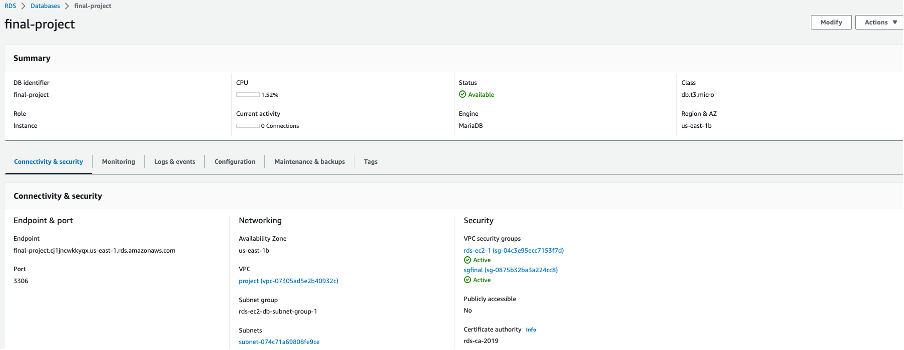 RDS > Databases > final-project
final-project
Modify
Actions ▼
Summary
DB identifier
final-project
CPU
1.52%
Status
Available
Class
db.t3.micro
Role
Instance
Current activity
0 Connections
Engine
MariaDB
Region & AZ
us-east-1b
Connectivity & security
Monitoring
Logs & events
Configuration
Maintenance & backups
Tags
Connectivity & security
Endpoint & port
Endpoint
final-project.cj1jncwkkyqx.us-east-1.rds.amazonaws.com
Port
3306
Networking
Availability Zone
us-east-1b
VPC
project (vpc-07305ad5e2b40932c)
Subnet group
rds-ec2-db-subnet-group-1
Subnets
subnet-074c71a69808fe9ce
Security
VPC security groups
rds-ec2-1 (sg-04c3e95ecc7153f7d)
Active
sgfinal (sg-0875b32ba3a224cc8)
Active
Publicly accessible
No
Certificate authority Info
rds-ca-2019